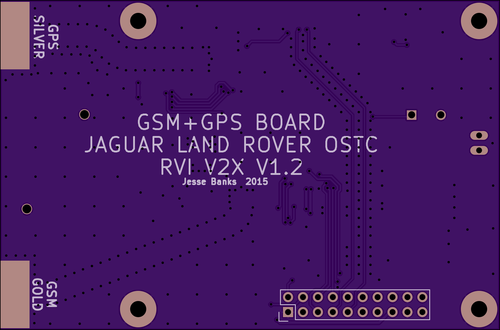 GPS
SILVER
GSM+GPS BOARD
JAGUAR LAND ROVER OSTC
RVI V2X V1.2
Jesse Banks 2015
GSM
GOLD